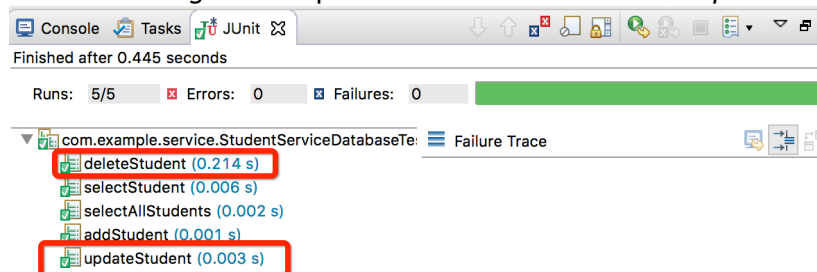 Console Tasks JUnit
Finished after 0.445 seconds
Runs: 5/5 Errors: 0 Failures: 0
com.example.service.StudentServiceDatabaseTe
Failure Trace
deleteStudent (0.214 s)
selectStudent (0.006 s)
selectAllStudents (0.002 s)
addStudent (0.001 s)
updateStudent (0.003 s)